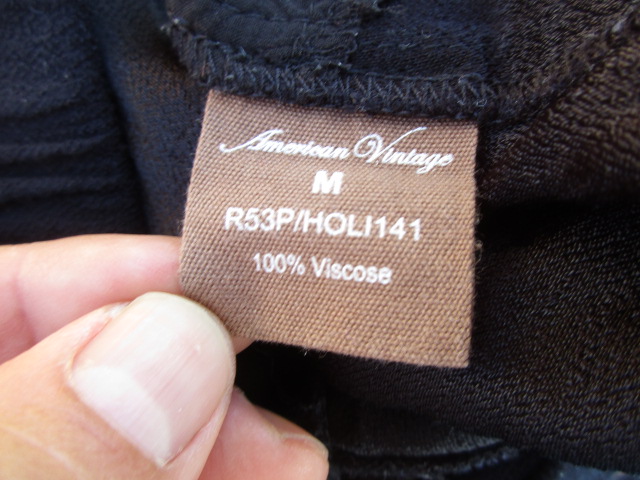 American Vintage
M
R53P/HOLI141
100% Viscose